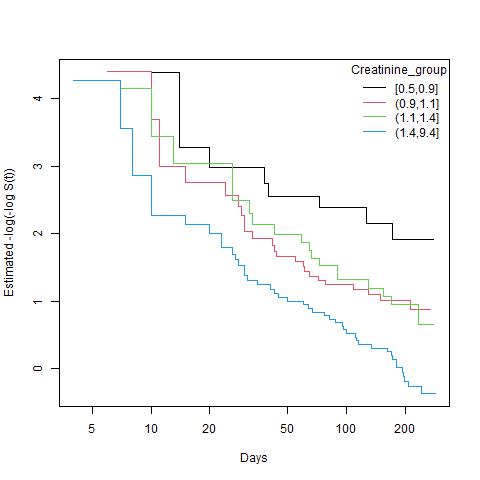 Creatinine_group
[0.5,0.9]
(0.9,1.1]
(1.1,1.4]
(1.4,9.4]
Estimated -log(-log S(t))
4
3
2
1
0
5 10 20 50 100 200
Days